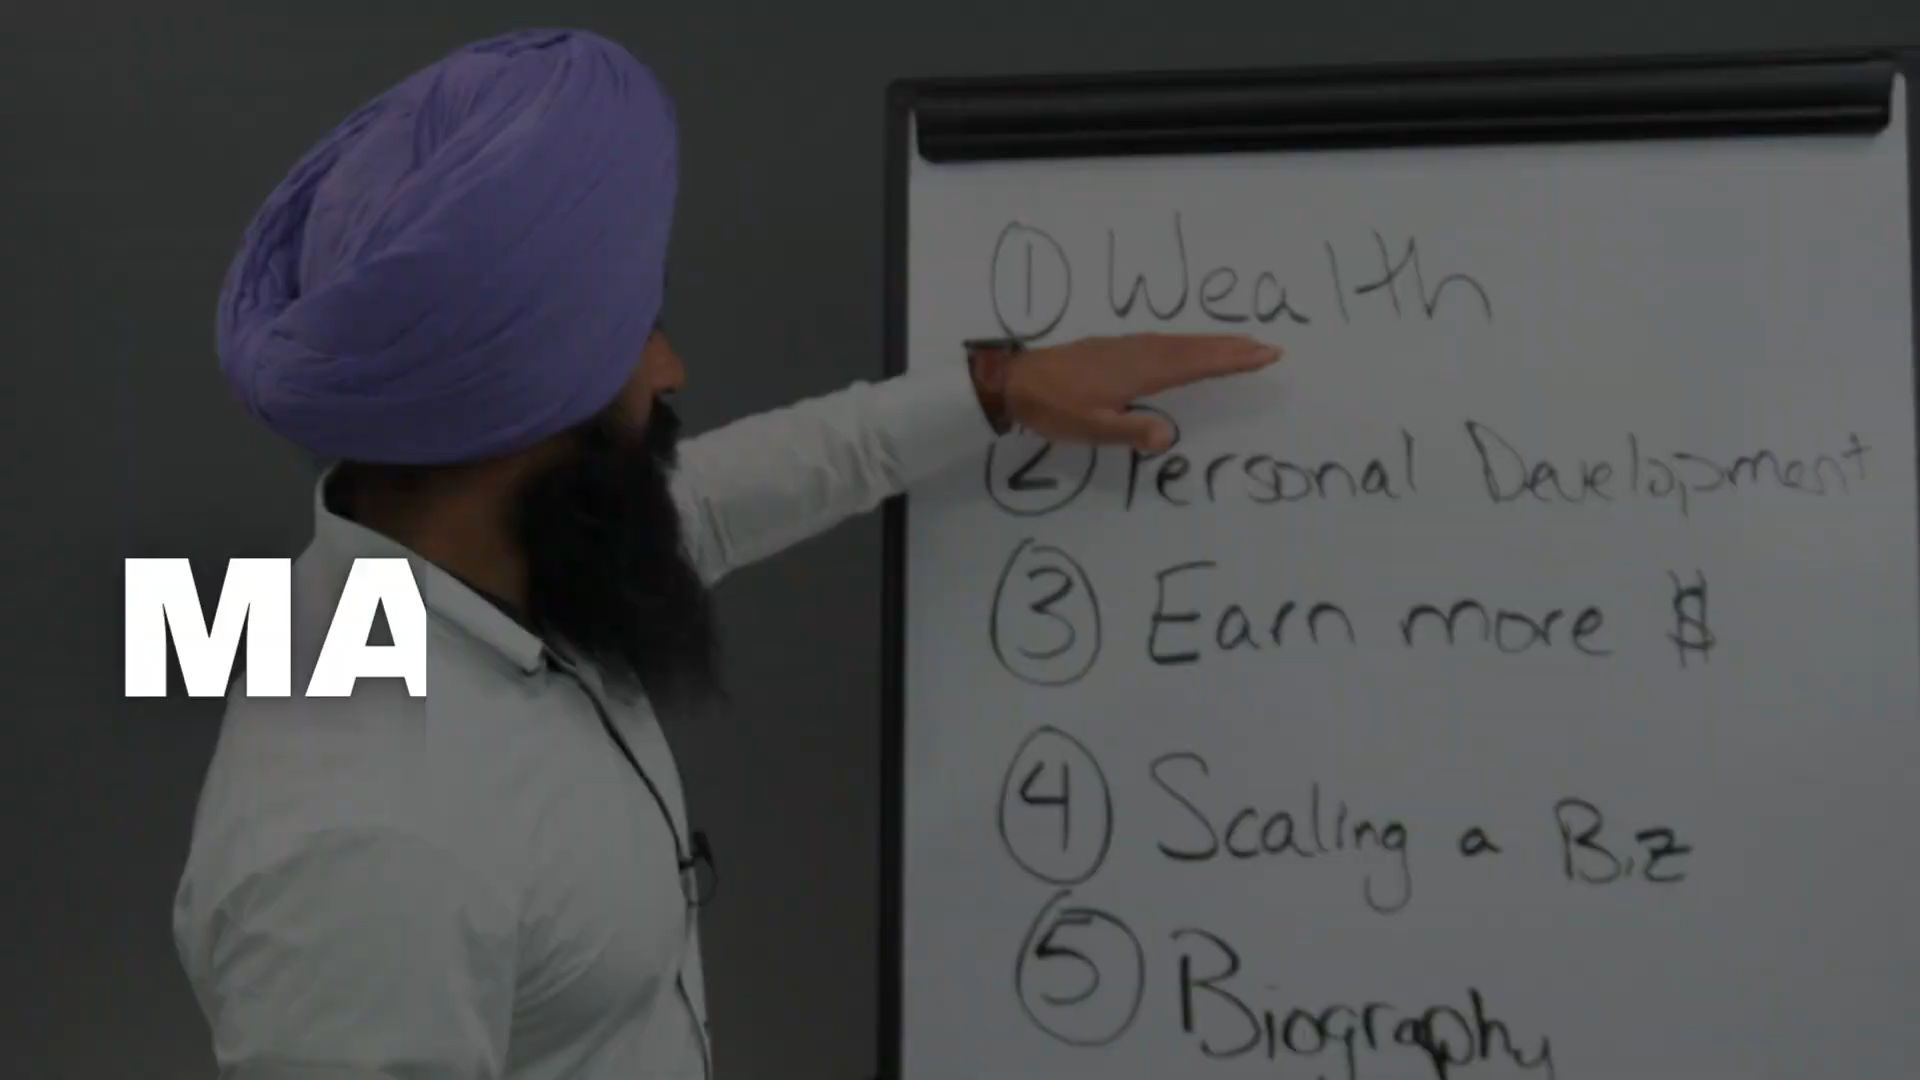 ① Wealth
② Personal Development
③ Earn more $
④ Scaling a Biz
⑤ Biography
MA